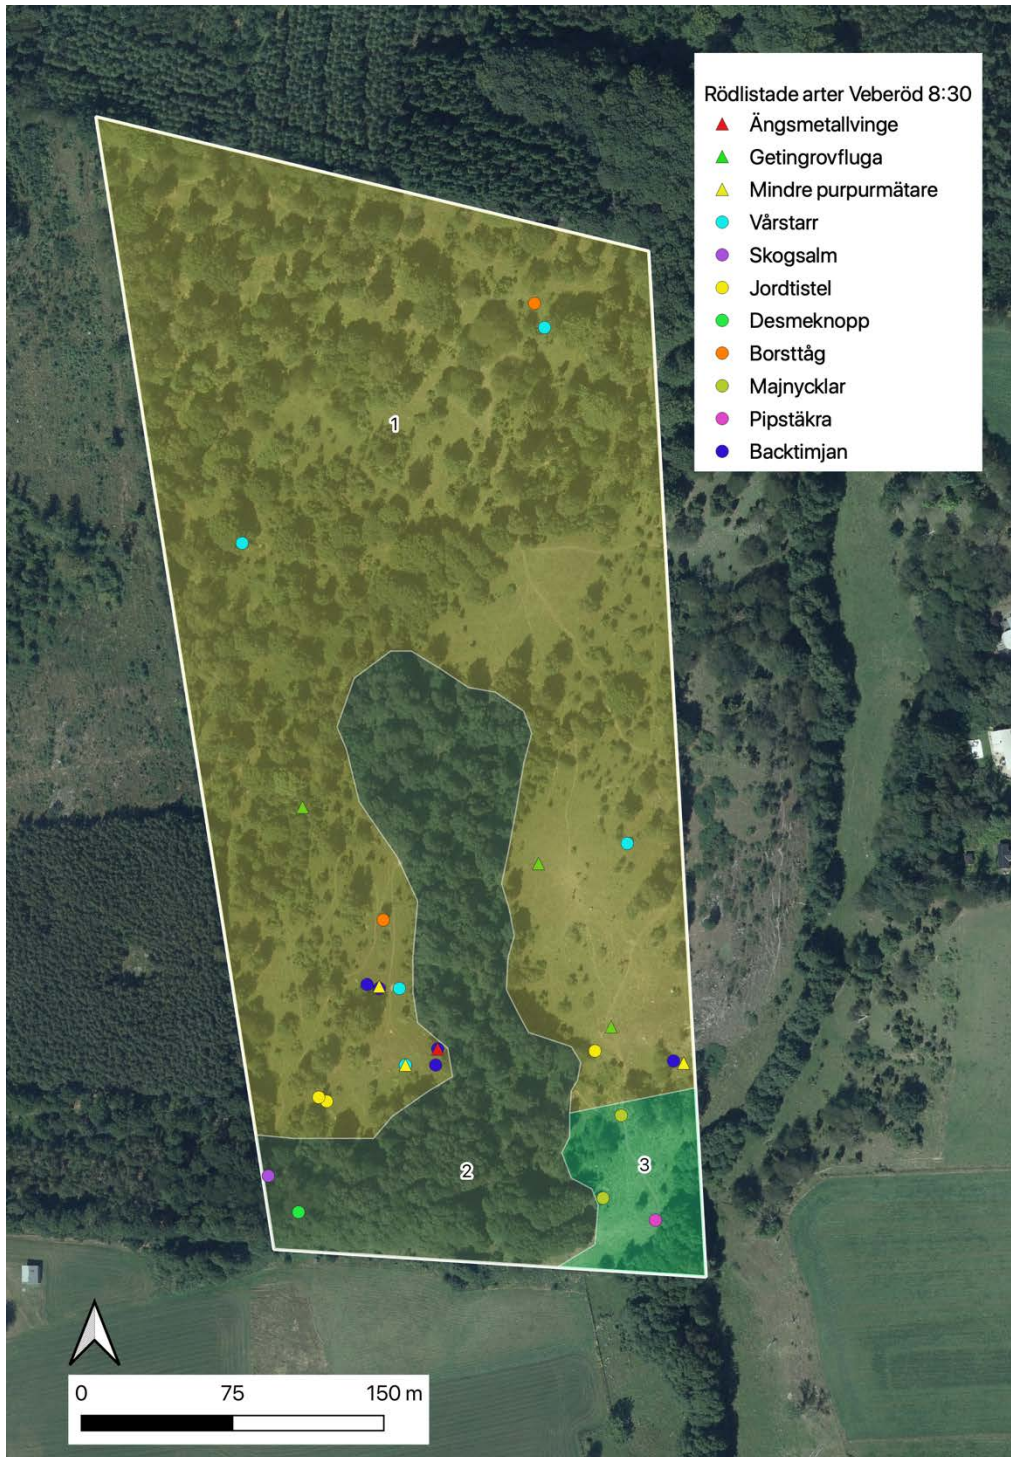 Rödlistade arter Veberöd 8:30
Ängsmetallvinge
Getingrovfluga
Mindre purpurmätare
Vårstarr
Skogsalm
Jordtistel
Desmeknopp
Borsttåg
Majnycklar
Pipstäkra
Backtimjan
1
2
3
0 75 150 m